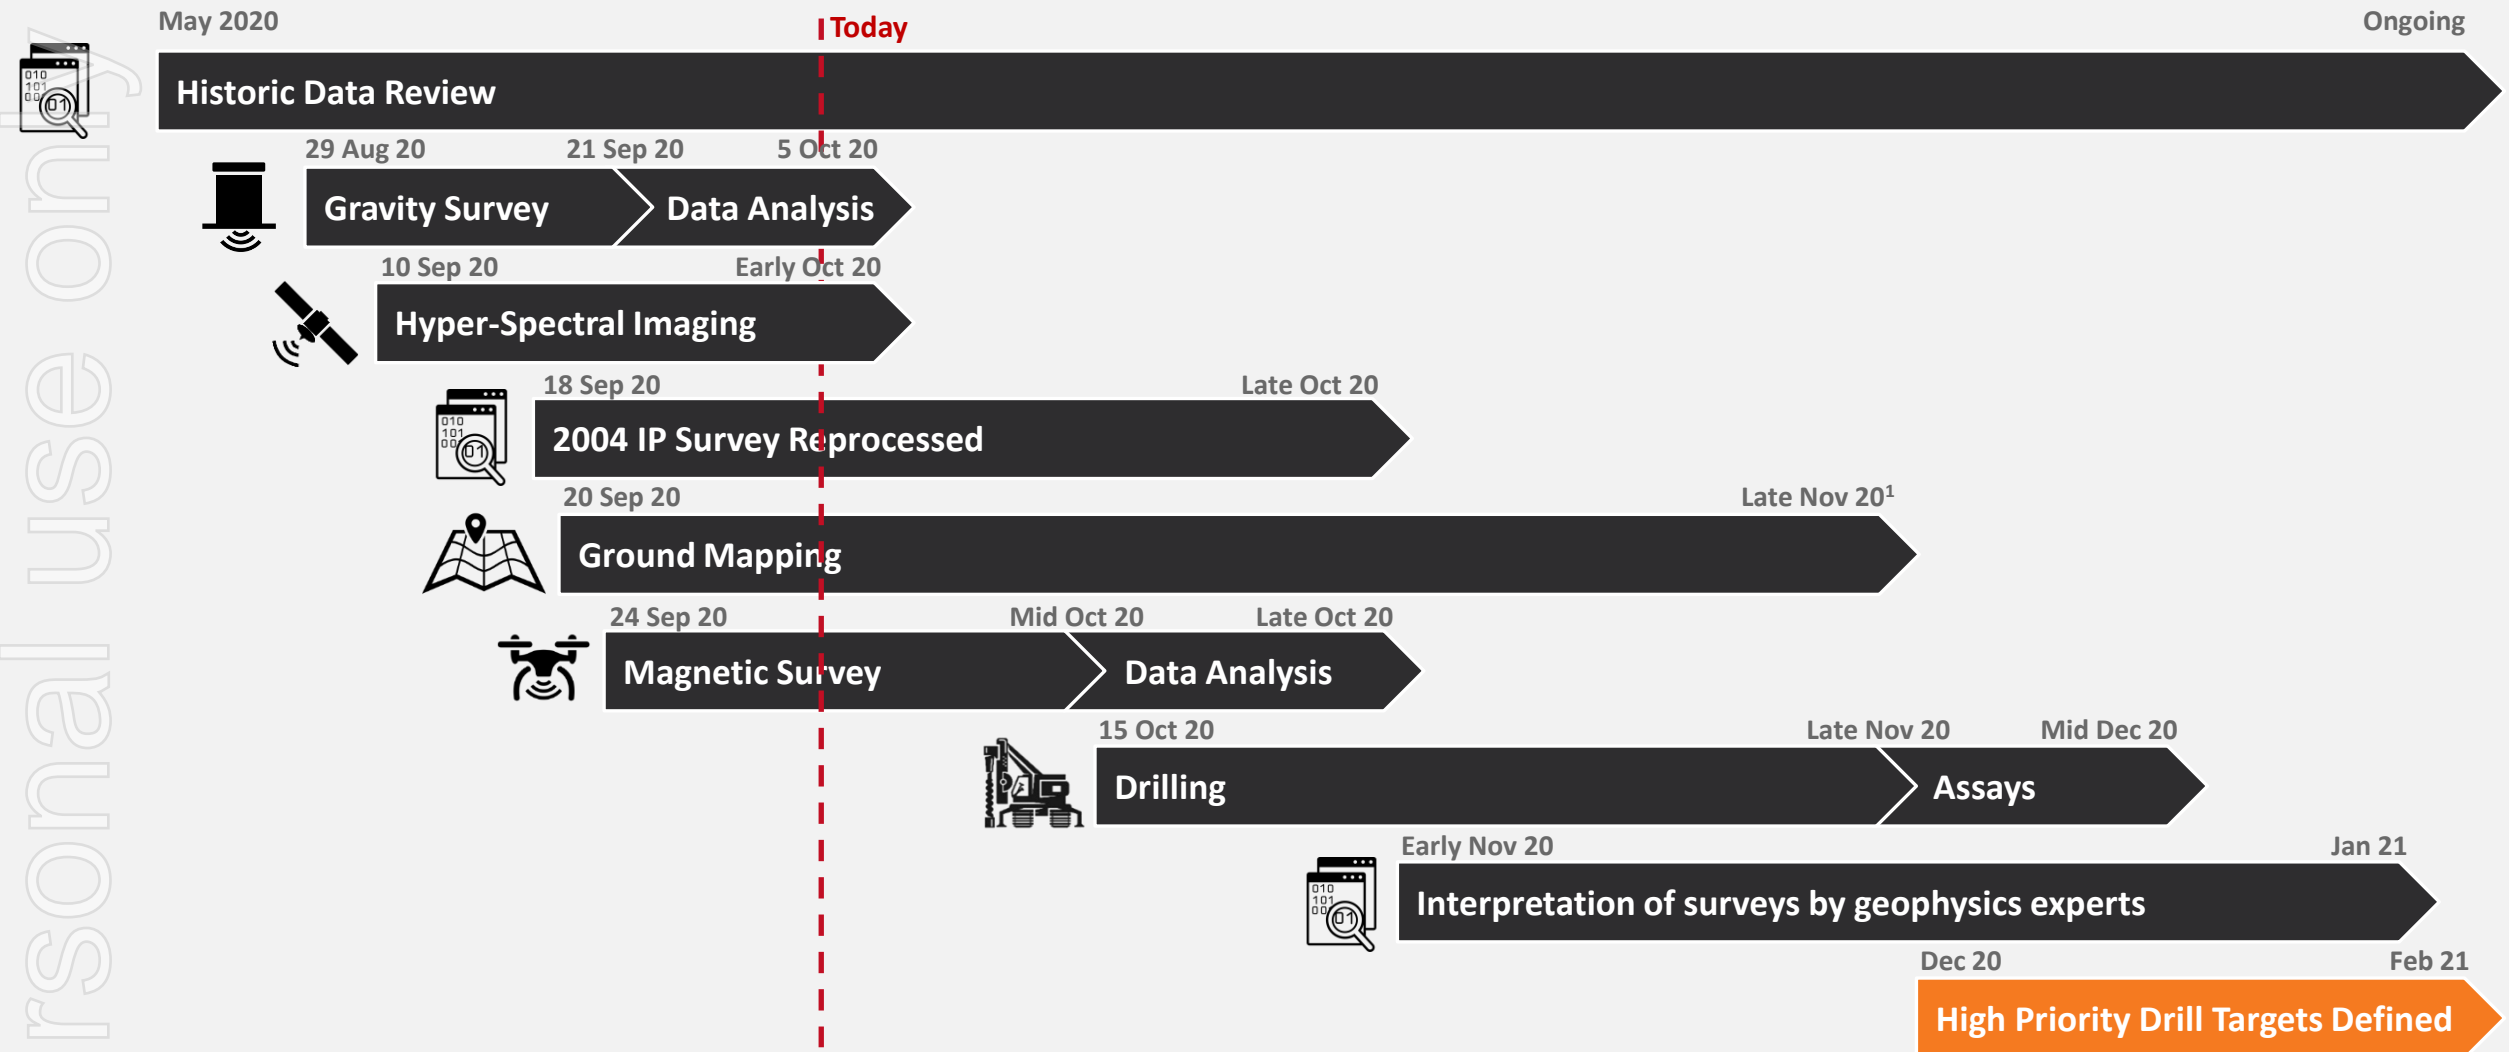 May 2020
Today
Ongoing
Historic Data Review
29 Aug 20
21 Sep 20
5 Oct 20
Gravity Survey
Data Analysis
10 Sep 20
Early Oct 20
Hyper-Spectral Imaging
18 Sep 20
Late Oct 20
2004 IP Survey Reprocessed
20 Sep 20
Late Nov 20¹
Ground Mapping
24 Sep 20
Mid Oct 20
Late Oct 20
Magnetic Survey
Data Analysis
15 Oct 20
Late Nov 20
Mid Dec 20
Drilling
Assays
Early Nov 20
Jan 21
Interpretation of surveys by geophysics experts
Dec 20
Feb 21
High Priority Drill Targets Defined
rsonal use only